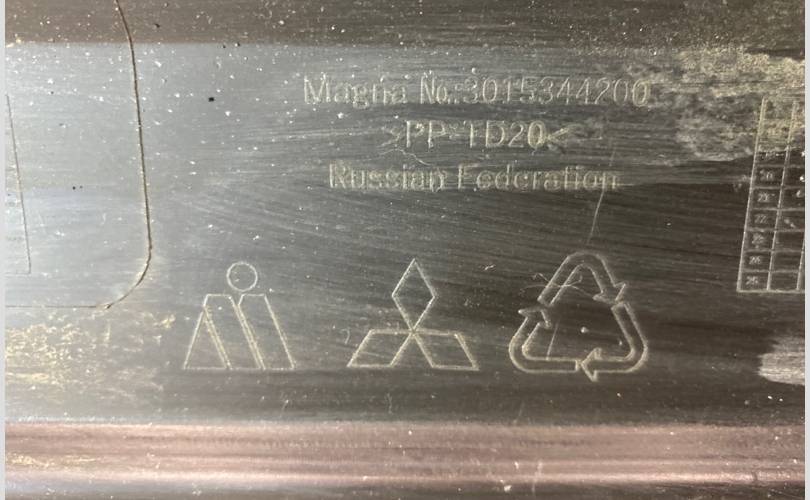 Magna No.:3015344200
>PP-TD20<
Russian Federation